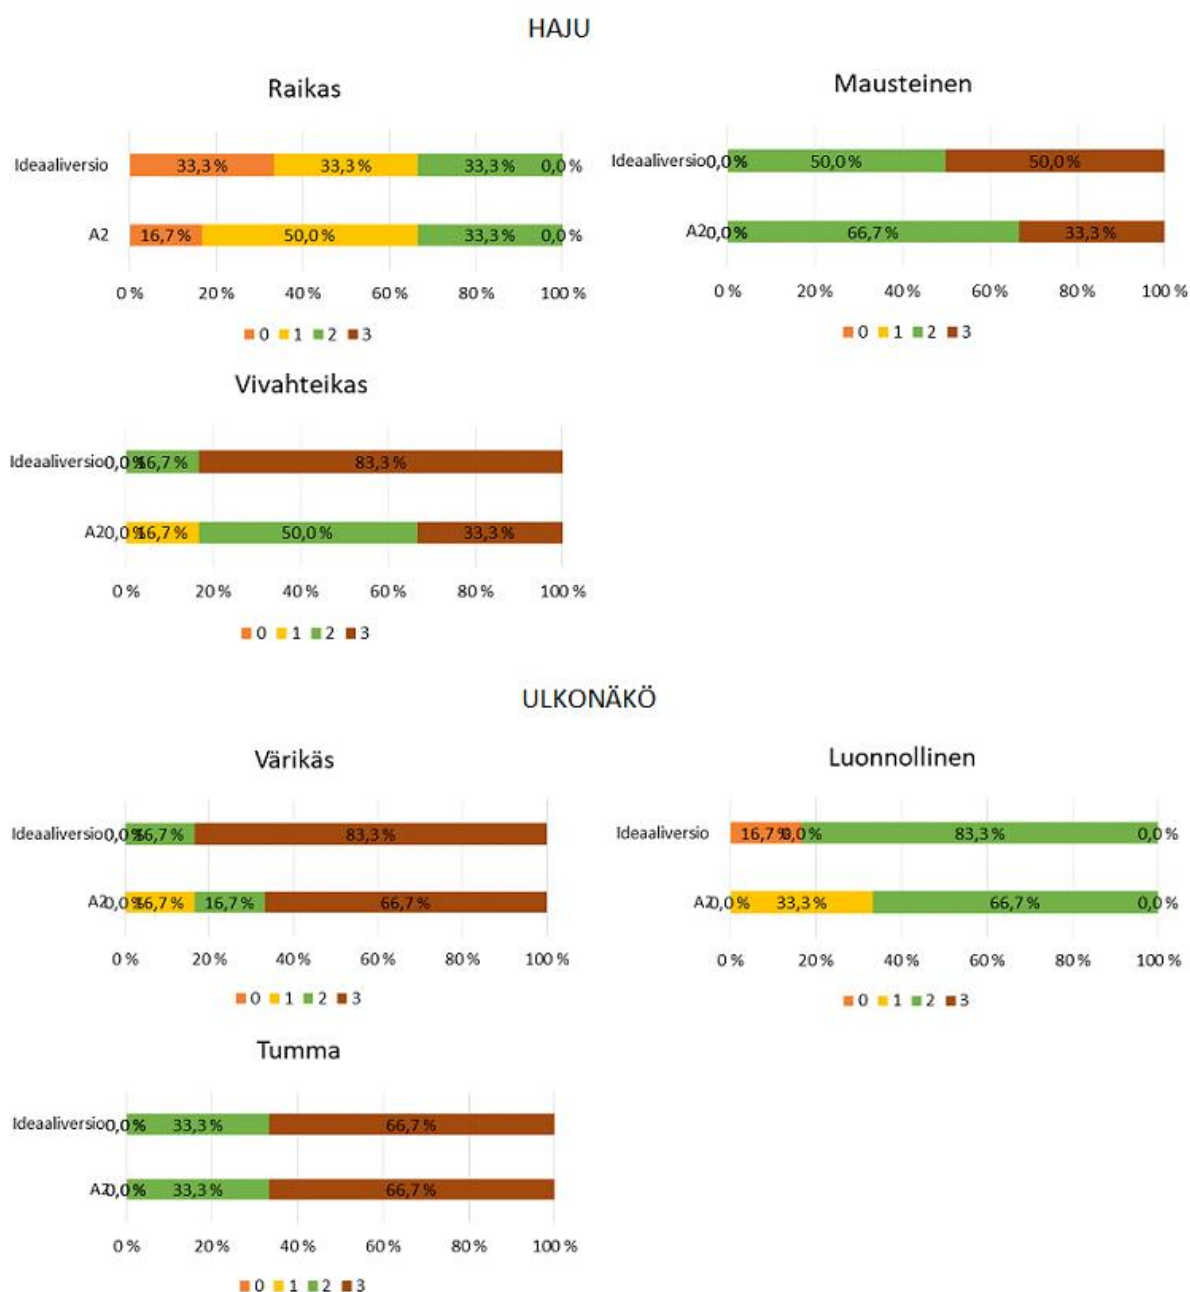 HAJU
Raikas
Ideaaliversio 33,3 % 33,3 % 33,3 % 0,0 %
A2 16,7 % 50,0 % 33,3 % 0,0 %
0 % 20 % 40 % 60 % 80 % 100 %
0 1 2 3
Mausteinen
Ideaaliversio 0,0 % 50,0 % 50,0 %
A2 0,0 % 66,7 % 33,3 %
0 % 20 % 40 % 60 % 80 % 100 %
0 1 2 3
Vivahteikas
Ideaaliversio 0,0 % 16,7 % 83,3 %
A2 0,0 % 16,7 % 50,0 % 33,3 %
0 % 20 % 40 % 60 % 80 % 100 %
0 1 2 3
ULKONÄKÖ
Värikäs
Ideaaliversio 0,0 % 16,7 % 83,3 %
A2 0,0 % 16,7 % 16,7 % 66,7 %
0 % 20 % 40 % 60 % 80 % 100 %
0 1 2 3
Luonnollinen
Ideaaliversio 16,7 % 0,0 % 83,3 % 0,0 %
A2 0,0 % 33,3 % 66,7 % 0,0 %
0 % 20 % 40 % 60 % 80 % 100 %
0 1 2 3
Tumma
Ideaaliversio 0,0 % 33,3 % 66,7 %
A2 0,0 % 33,3 % 66,7 %
0 % 20 % 40 % 60 % 80 % 100 %
0 1 2 3